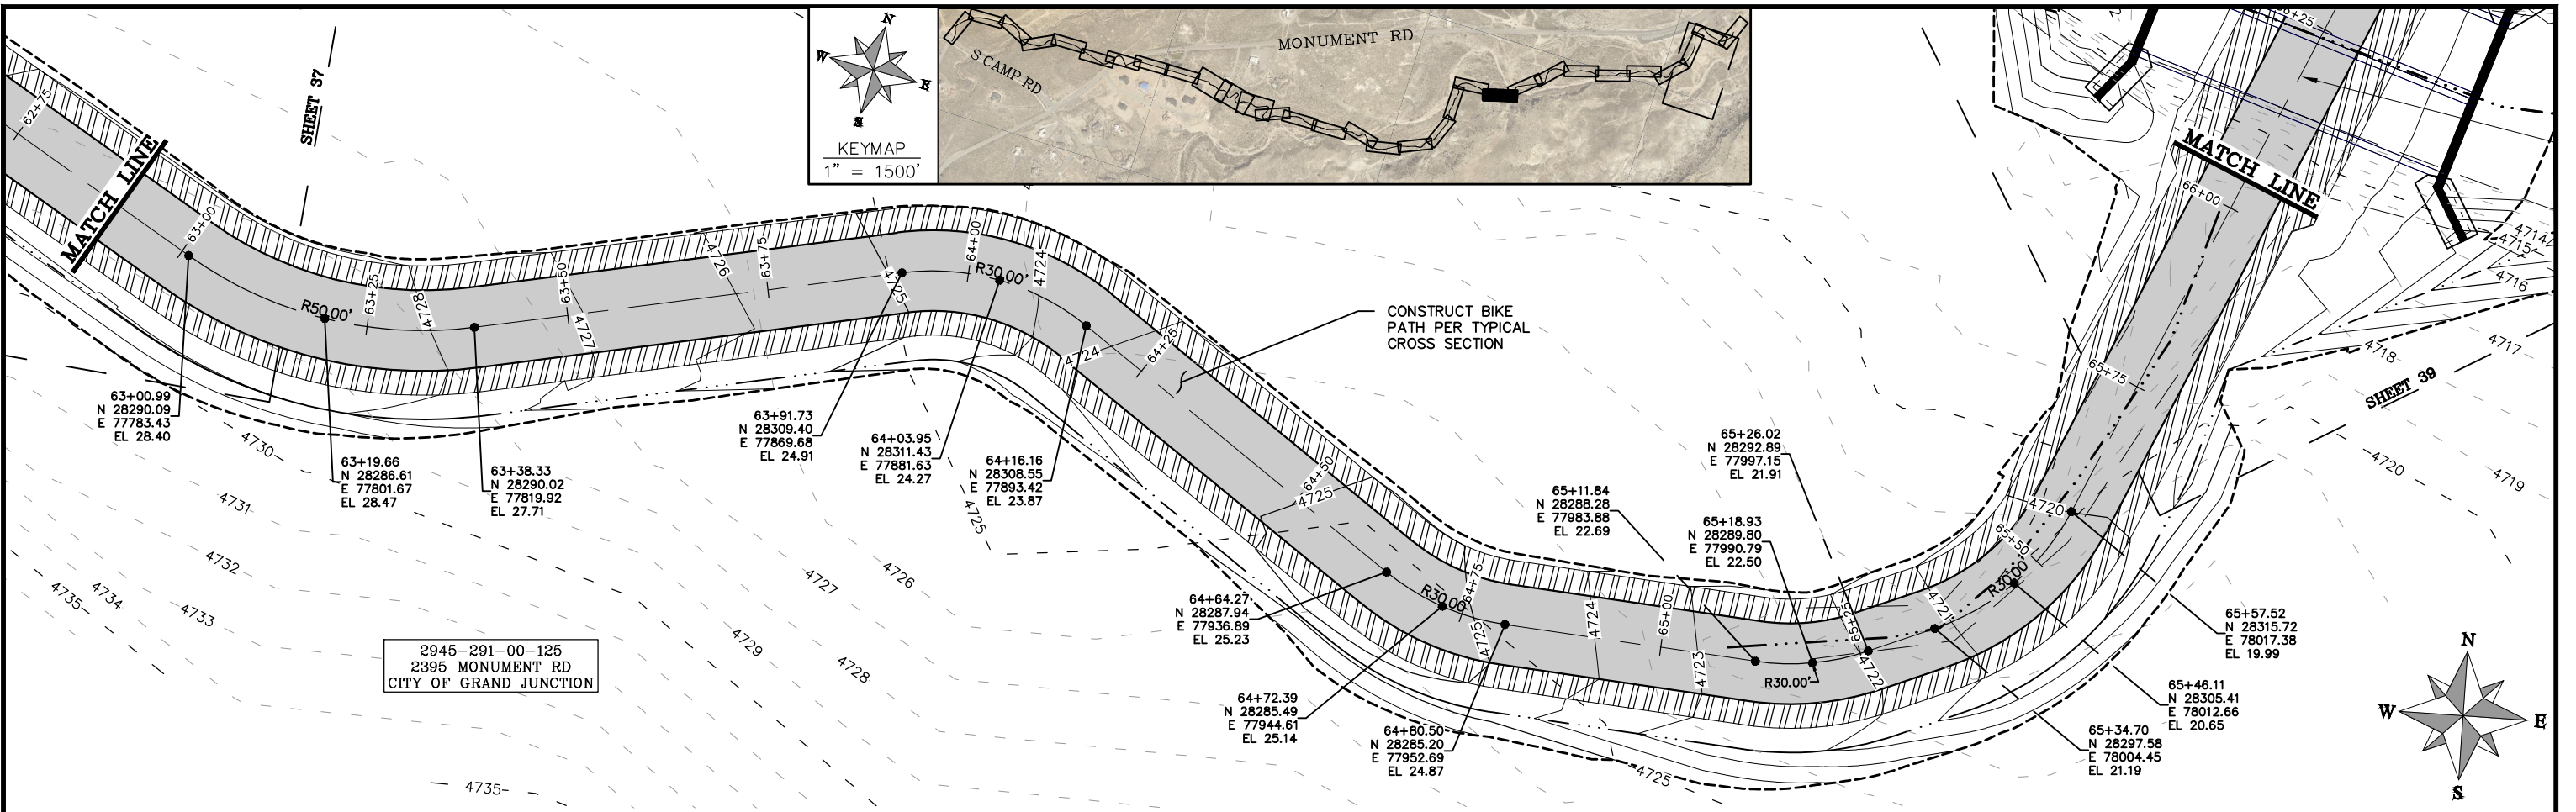 N
W
E
S
KEYMAP
1" = 1500'
MONUMENT RD
S CAMP RD
SHEET 37
62+75
MATCH LINE
63+00
R50.00'
63+25
4728
63+50
4727
4726
63+75
4725
64+00
R30.00'
4724
4724
64+25
CONSTRUCT BIKE
PATH PER TYPICAL
CROSS SECTION
66+25
MATCH LINE
66+00
4714
4715
4716
4717
4718
SHEET 39
65+75
4720
4719
63+00.99
N 28290.09
E 77783.43
EL 28.40
63+19.66
N 28286.61
E 77801.67
EL 28.47
63+38.33
N 28290.02
E 77819.92
EL 27.71
63+91.73
N 28309.40
E 77869.68
EL 24.91
64+03.95
N 28311.43
E 77881.63
EL 24.27
64+16.16
N 28308.55
E 77893.42
EL 23.87
64+50
4725
65+26.02
N 28292.89
E 77997.15
EL 21.91
65+11.84
N 28288.28
E 77983.88
EL 22.69
65+18.93
N 28289.80
E 77990.79
EL 22.50
4720
65+50
R30.00'
4730
4731
4732
4733
4734
4735
4725
4726
4727
4728
4729
2945-291-00-125
2395 MONUMENT RD
CITY OF GRAND JUNCTION
4735
64+64.27
N 28287.94
E 77936.89
EL 25.23
R30.00'
64+75
4725
4724
65+00
4723
65+25
4722
4721
R30.00'
64+72.39
N 28285.49
E 77944.61
EL 25.14
64+80.50
N 28285.20
E 77952.69
EL 24.87
4725
65+57.52
N 28315.72
E 78017.38
EL 19.99
65+46.11
N 28305.41
E 78012.66
EL 20.65
65+34.70
N 28297.58
E 78004.45
EL 21.19
N
W
E
S